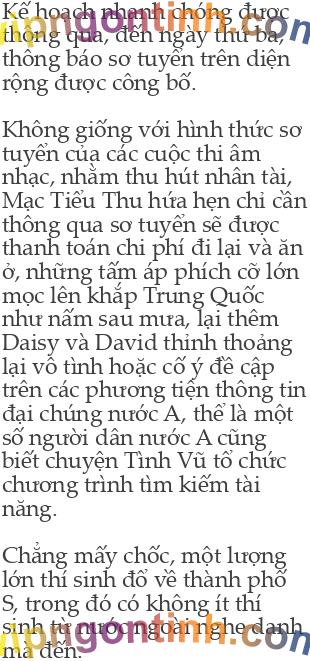 Kế hoạch nhanh chóng được
thông qua, đến ngày thứ ba,
thông báo sơ tuyển trên diện
rộng được công bố.
Không giống với hình thức sơ
tuyển của các cuộc thi âm
nhạc, nhằm thu hút nhân tài,
Mạc Tiểu Thu hứa hẹn chỉ cần
thông qua sơ tuyển sẽ được
thanh toán chi phí đi lại và ăn
ở, những tấm áp phích cỡ lớn
mọc lên khắp Trung Quốc
như nấm sau mưa, lại thêm
Daisy và David thỉnh thoảng
lại vô tình hoặc cố ý đề cập
trên các phương tiện thông tin
đại chúng nước A, thể là một
số người dân nước A cũng
biết chuyện Tình Vũ tổ chức
chương trình tìm kiếm tài
năng.
Chẳng mấy chốc, một lượng
lớn thí sinh đổ về thành phố
S, trong đó có không ít thí
sinh từ nước ngoài nghe danh
mà đến.